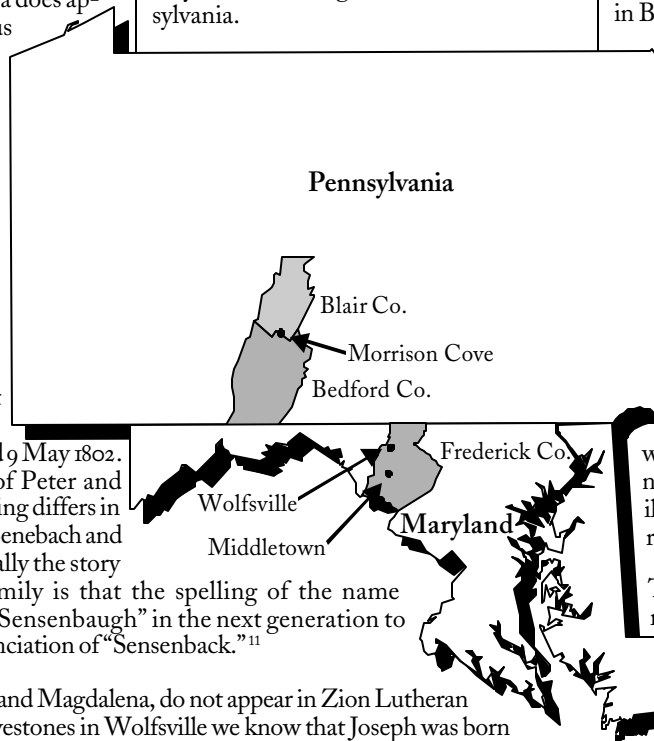 a does ap-
us
sylvania.
in B
Pennsylvania
Blair Co.
Morrison Cove
Bedford Co.
Frederick Co.
Wolfsville
Maryland
Middletown
19 May 1802.
of Peter and
ing differs in
enebach and
ally the story
mily is that the spelling of the name
Sensenbaugh” in the next generation to
nciation of “Sensenback.”11
and Magdalena, do not appear in Zion Lutheran
vestones in Wolfsville we know that Joseph was born
w
n
il
r